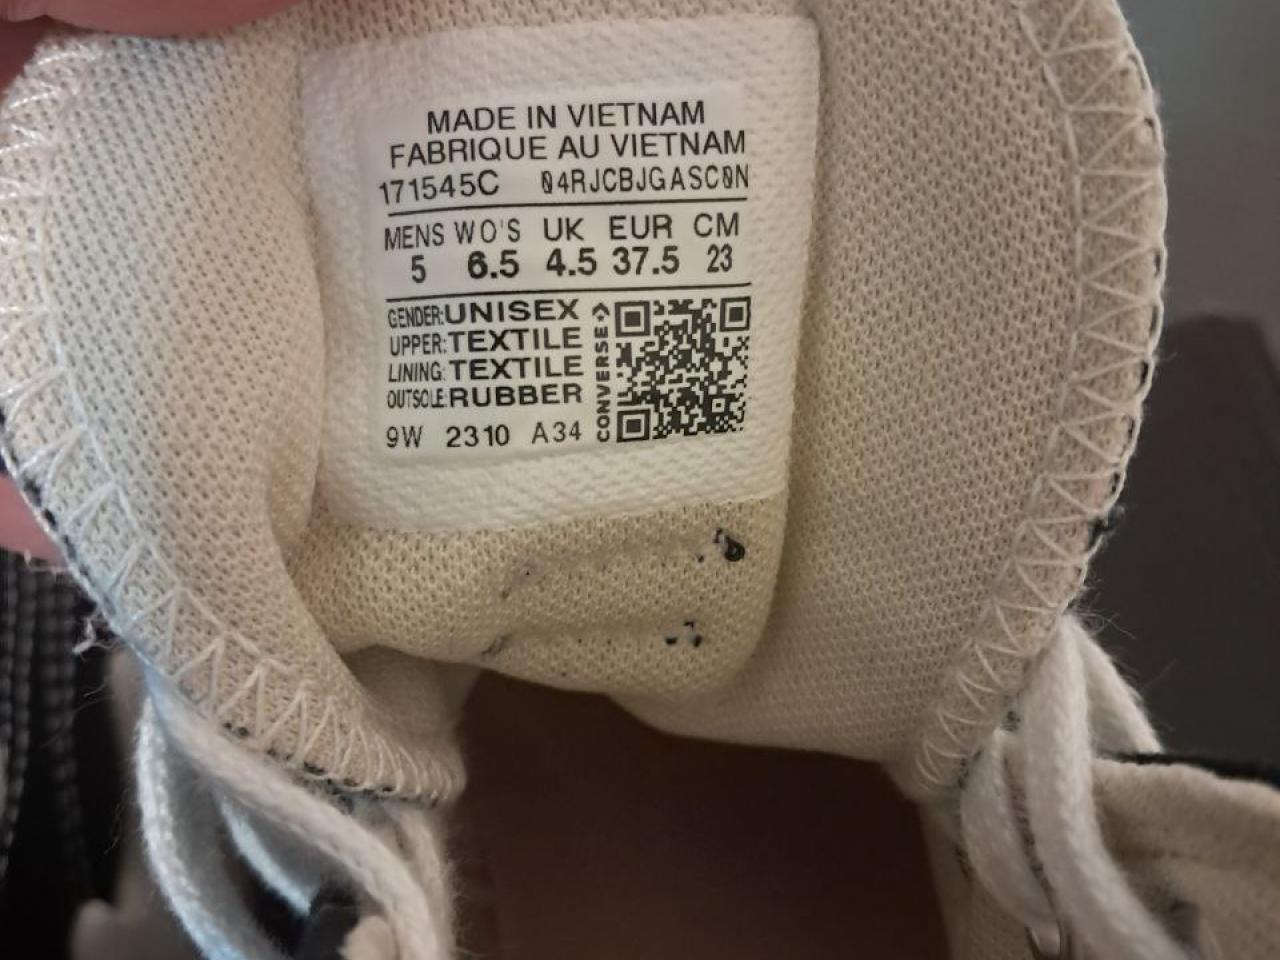 MADE IN VIETNAM
FABRIQUE AU VIETNAM
171545C 04RJCBJGASC0N
MENS WO'S UK EUR CM
5 6.5 4.5 37.5 23
GENDER:UNISEX
UPPER:TEXTILE
LINING:TEXTILE
OUTSOLE:RUBBER
9W 2310 A34
CONVERSE